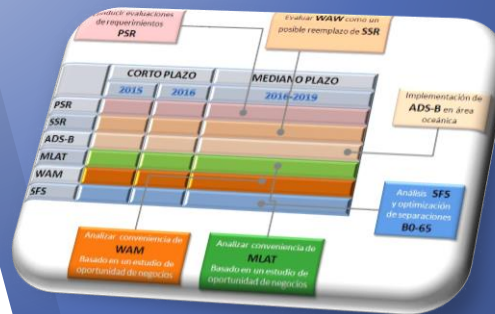 ducir evaluaciones
de requerimientos
PSR
Evaluar WAW como un
posible reemplazo de SSR
CORTO PLAZO
MEDIANO PLAZO
2015
2016
2016-2019
PSR
SSR
ADS-B
MLAT
WAM
SFS
Implementación de
ADS-B en área
oceánica
Análisis SFS
y optimización
de separaciones
B0-65
Analizar conveniencia de
WAM
Basado en un estudio de
oportunidad de negocios
Analizar conveniencia de
MLAT
Basado en un estudio de
oportunidad de negocios